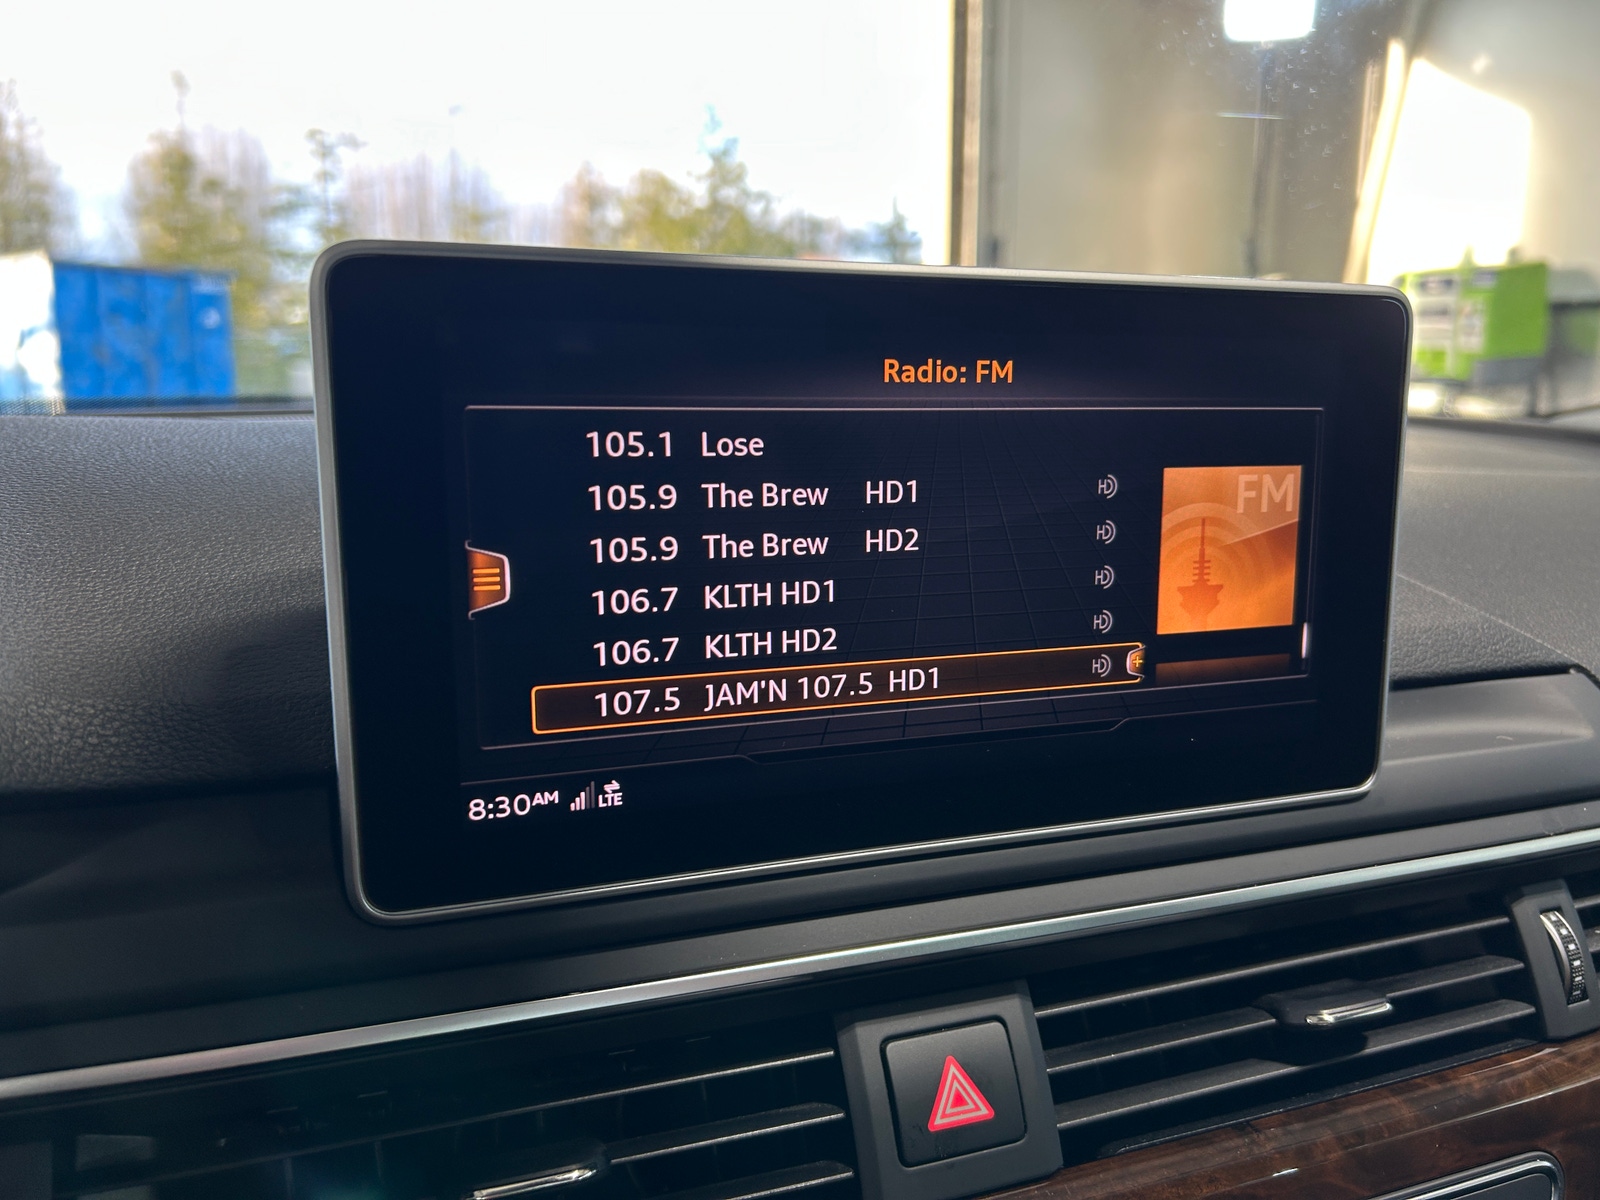 Radio: FM
105.1 Lose
105.9 The Brew HD1
105.9 The Brew HD2
106.7 KLTH HD1
106.7 KLTH HD2
107.5 JAM'N 107.5 HD1
FM
8:30AM LTE